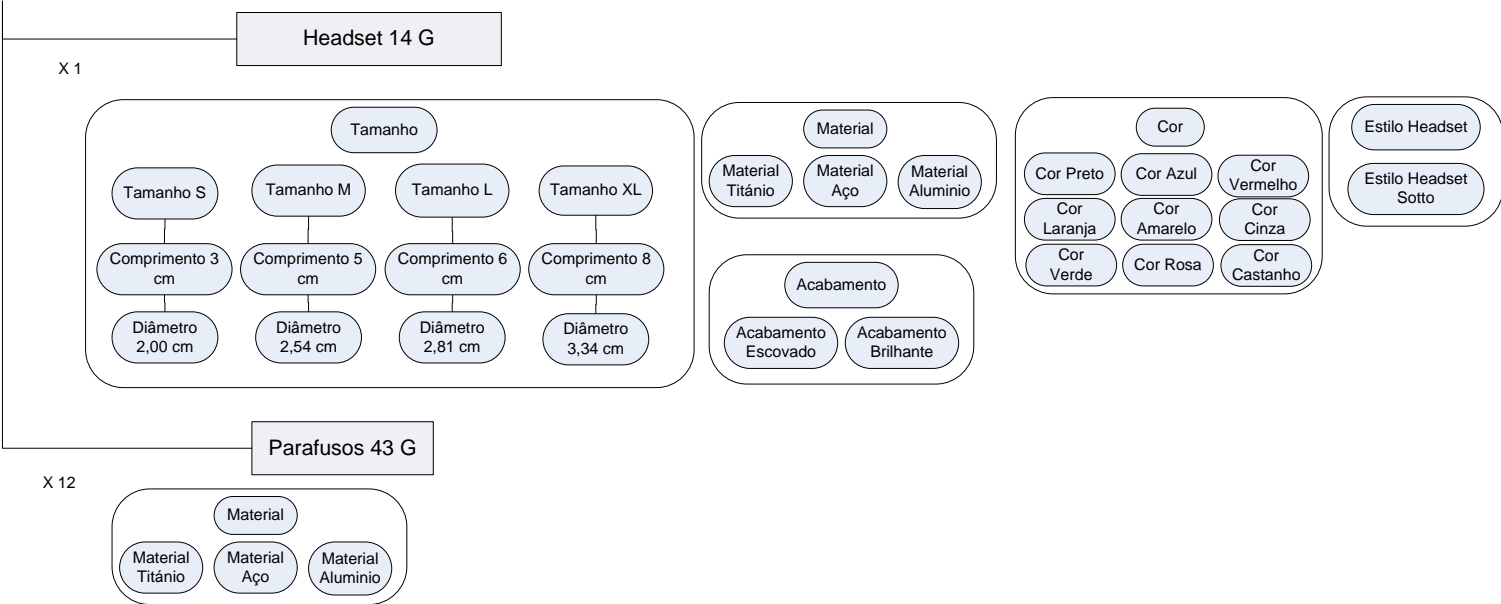 Headset 14 G
X 1
Tamanho
Tamanho S
Tamanho M
Tamanho L
Tamanho XL
Comprimento 3
cm
Comprimento 5
cm
Comprimento 6
cm
Comprimento 8
cm
Diâmetro
2,00 cm
Diâmetro
2,54 cm
Diâmetro
2,81 cm
Diâmetro
3,34 cm
Material
Material
Titánio
Material
Aço
Material
Aluminio
Acabamento
Acabamento
Escovado
Acabamento
Brilhante
Cor
Cor Preto
Cor Azul
Cor
Vermelho
Cor
Laranja
Cor
Amarelo
Cor
Cinza
Cor
Verde
Cor Rosa
Cor
Castanho
Estilo Headset
Estilo Headset
Sotto
Parafusos 43 G
X 12
Material
Material
Titánio
Material
Aço
Material
Aluminio